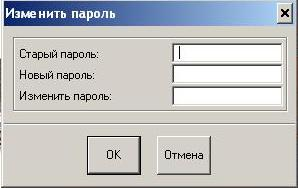 Изменить пароль
Старый пароль:
Новый пароль:
Изменить пароль:
OK
Отмена